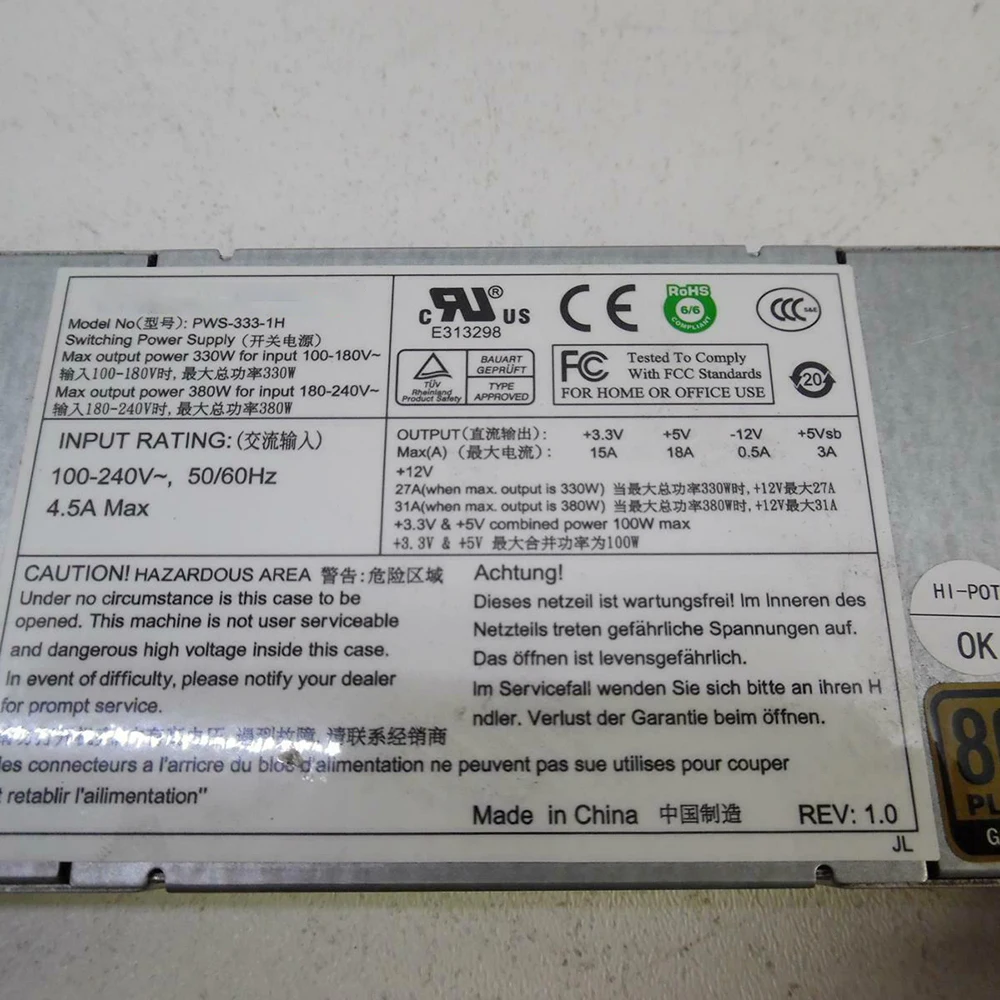 Model No(型号): PWS-333-1H
Switching Power Supply (开关电源)
Max output power 330W for input 100-180V~
输入100-180V时,最大总功率330W
Max output power 380W for input 180-240V~
输入180-240V时,最大总功率380W
c RU ® US
E313298
CE
RoHS
6/6
COMPLIANT
CCC S&E
TÜV
Rheinland
Product Safety
BAUART
GEPRÜFT
TYPE
APPROVED
FC Tested To Comply
With FCC Standards
FOR HOME OR OFFICE USE
20
INPUT RATING: (交流输入)
100-240V~, 50/60Hz
4.5A Max
OUTPUT(直流输出): +3.3V +5V -12V +5Vsb
Max(A) (最大电流): 15A 18A 0.5A 3A
+12V
27A(when max. output is 330W) 当最大总功率330W时,+12V最大27A
31A(when max. output is 380W) 当最大总功率380W时,+12V最大31A
+3.3V & +5V combined power 100W max
+3.3V & +5V 最大合并功率为100W
CAUTION! HAZARDOUS AREA 警告:危险区域
Under no circumstance is this case to be
opened. This machine is not user serviceable
and dangerous high voltage inside this case.
In event of difficulty, please notify your dealer
for prompt service.
Achtung!
Dieses netzeil ist wartungsfrei! Im Inneren des
Netzteils treten gefährliche Spannungen auf.
Das öffnen ist levensgefährlich.
Im Servicefall wenden Sie sich bitte an ihren H
ndler. Verlust der Garantie beim öffnen.
遇到故障,请联系经销商
les connecteurs a l'arricre du bloc d'alimentation ne peuvent pas sue utilises pour couper
retablir l'ailimentation"
Made in China 中国制造 REV: 1.0
JL
HI-POT
OK
8
PL
G